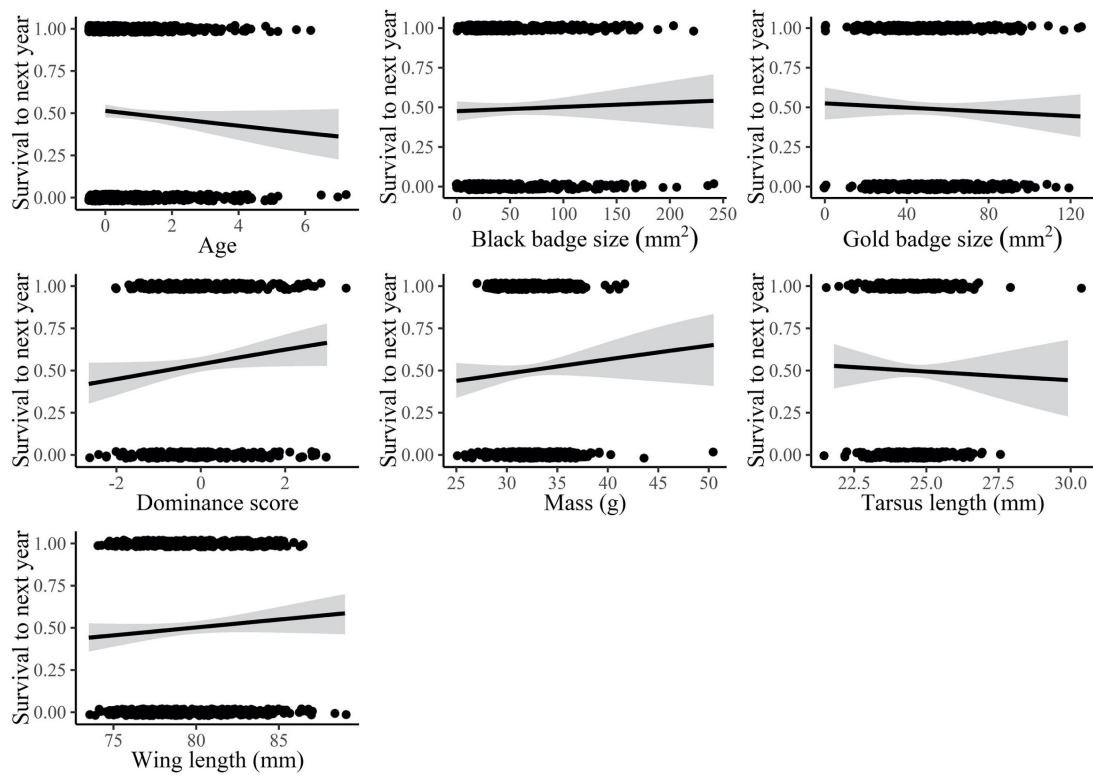 Survival to next year
1.00
0.75
0.50
0.25
0.00
0 2 4 6
Age
Survival to next year
1.00
0.75
0.50
0.25
0.00
0 50 100 150 200 250
Black badge size (mm²)
Survival to next year
1.00
0.75
0.50
0.25
0.00
0 40 80 120
Gold badge size (mm²)
Survival to next year
1.00
0.75
0.50
0.25
0.00
-2 0 2
Dominance score
Survival to next year
1.00
0.75
0.50
0.25
0.00
25 30 35 40 45 50
Mass (g)
Survival to next year
1.00
0.75
0.50
0.25
0.00
22.5 25.0 27.5 30.0
Tarsus length (mm)
Survival to next year
1.00
0.75
0.50
0.25
0.00
75 80 85
Wing length (mm)